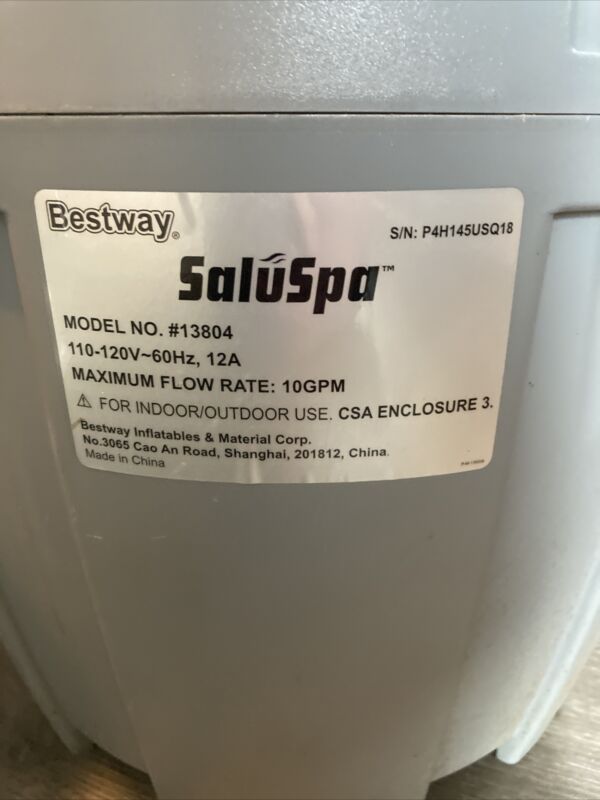 Bestway®
S/N: P4H145USQ18
SalúSpa™
MODEL NO. #13804
110-120V~60Hz, 12A
MAXIMUM FLOW RATE: 10GPM
⚠ FOR INDOOR/OUTDOOR USE. CSA ENCLOSURE 3.
Bestway Inflatables & Material Corp.
No.3065 Cao An Road, Shanghai, 201812, China.
Made in China